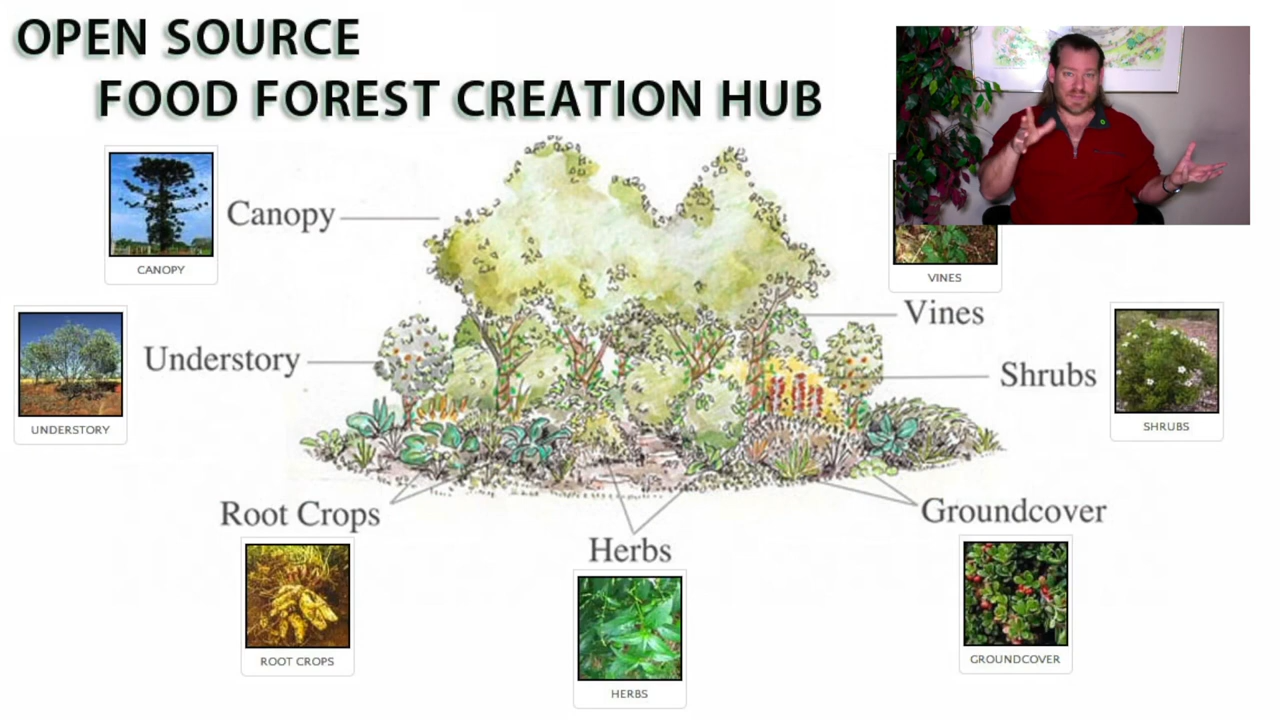 OPEN SOURCE
FOOD FOREST CREATION HUB
Canopy
CANOPY
VINES
Vines
Understory
UNDERSTORY
Shrubs
SHRUBS
Root Crops
ROOT CROPS
Herbs
HERBS
Groundcover
GROUNDCOVER